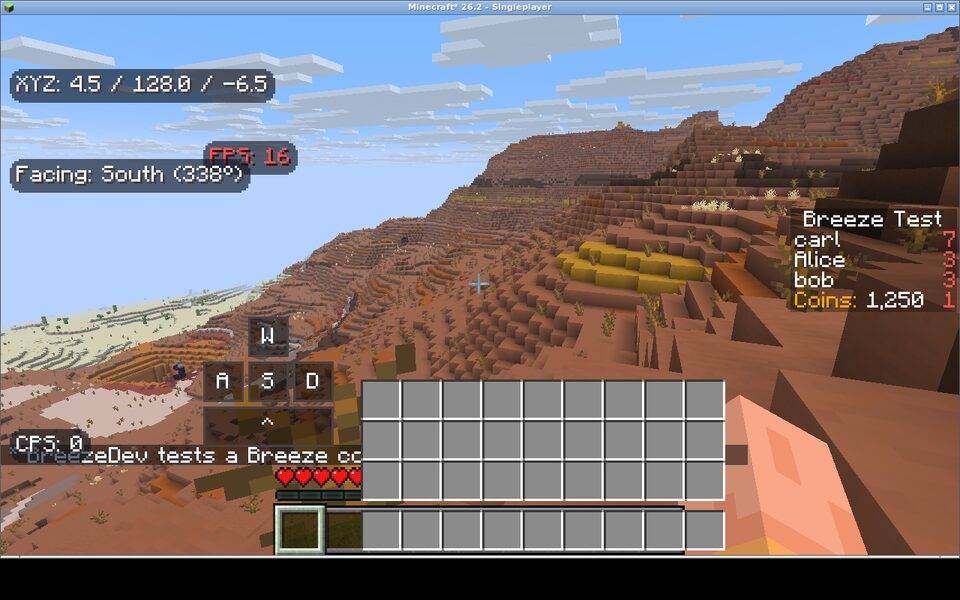 Minecraft* 26.2 - Singleplayer
XYZ: 4.5 / 128.0 / -6.5
FPS: 16
Facing: South (338°)
Breeze Test
carl 7
Alice 3
bob 3
Coins: 1,250 1
W
A S D
^
CPS: 0
BreezeDev tests a Breeze